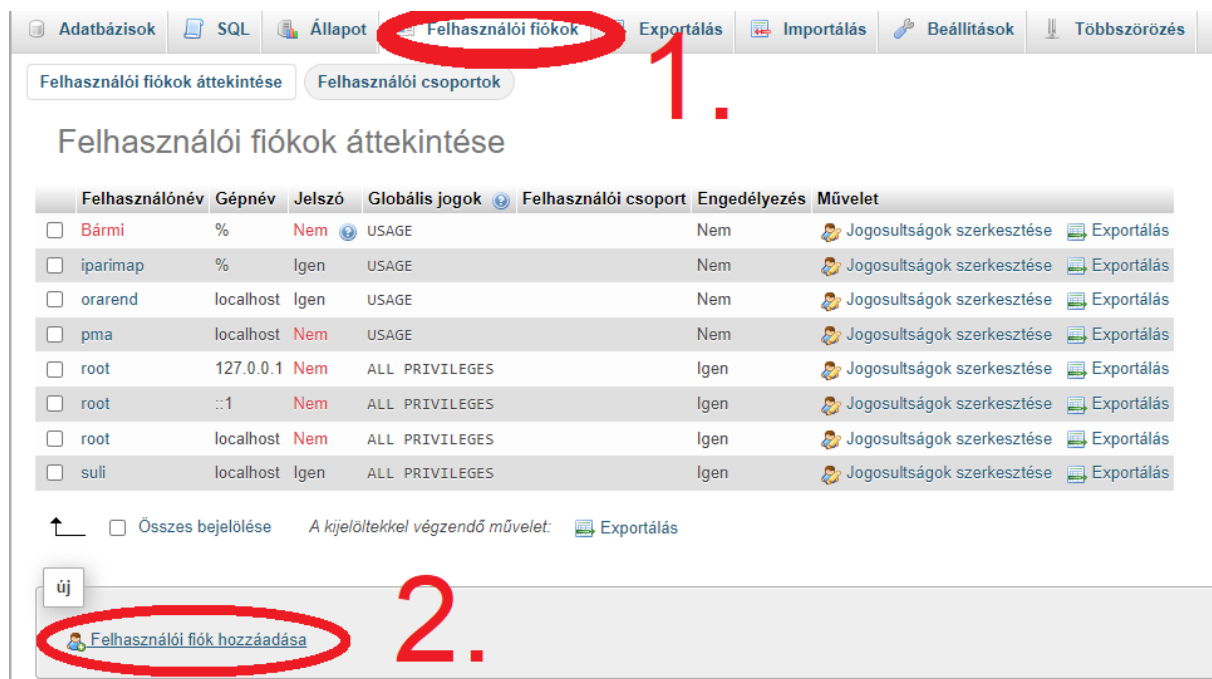 Adatbázisok SQL Állapot Felhasználói fiókok Exportálás Importálás Beállítások Többszörözés
1.
Felhasználói fiókok áttekintése Felhasználói csoportok
Felhasználói fiókok áttekintése
Felhasználónév Gépnév Jelszó Globális jogok Felhasználói csoport Engedélyezés Művelet
Bármi % Nem USAGE Nem Jogosultságok szerkesztése Exportálás
iparimap % Igen USAGE Nem Jogosultságok szerkesztése Exportálás
orarend localhost Igen USAGE Nem Jogosultságok szerkesztése Exportálás
pma localhost Nem USAGE Nem Jogosultságok szerkesztése Exportálás
root 127.0.0.1 Nem ALL PRIVILEGES Igen Jogosultságok szerkesztése Exportálás
root ::1 Nem ALL PRIVILEGES Igen Jogosultságok szerkesztése Exportálás
root localhost Nem ALL PRIVILEGES Igen Jogosultságok szerkesztése Exportálás
suli localhost Igen ALL PRIVILEGES Igen Jogosultságok szerkesztése Exportálás
Összes bejelölése A kijelöltekkel végzendő művelet: Exportálás
új
Felhasználói fiók hozzáadása
2.